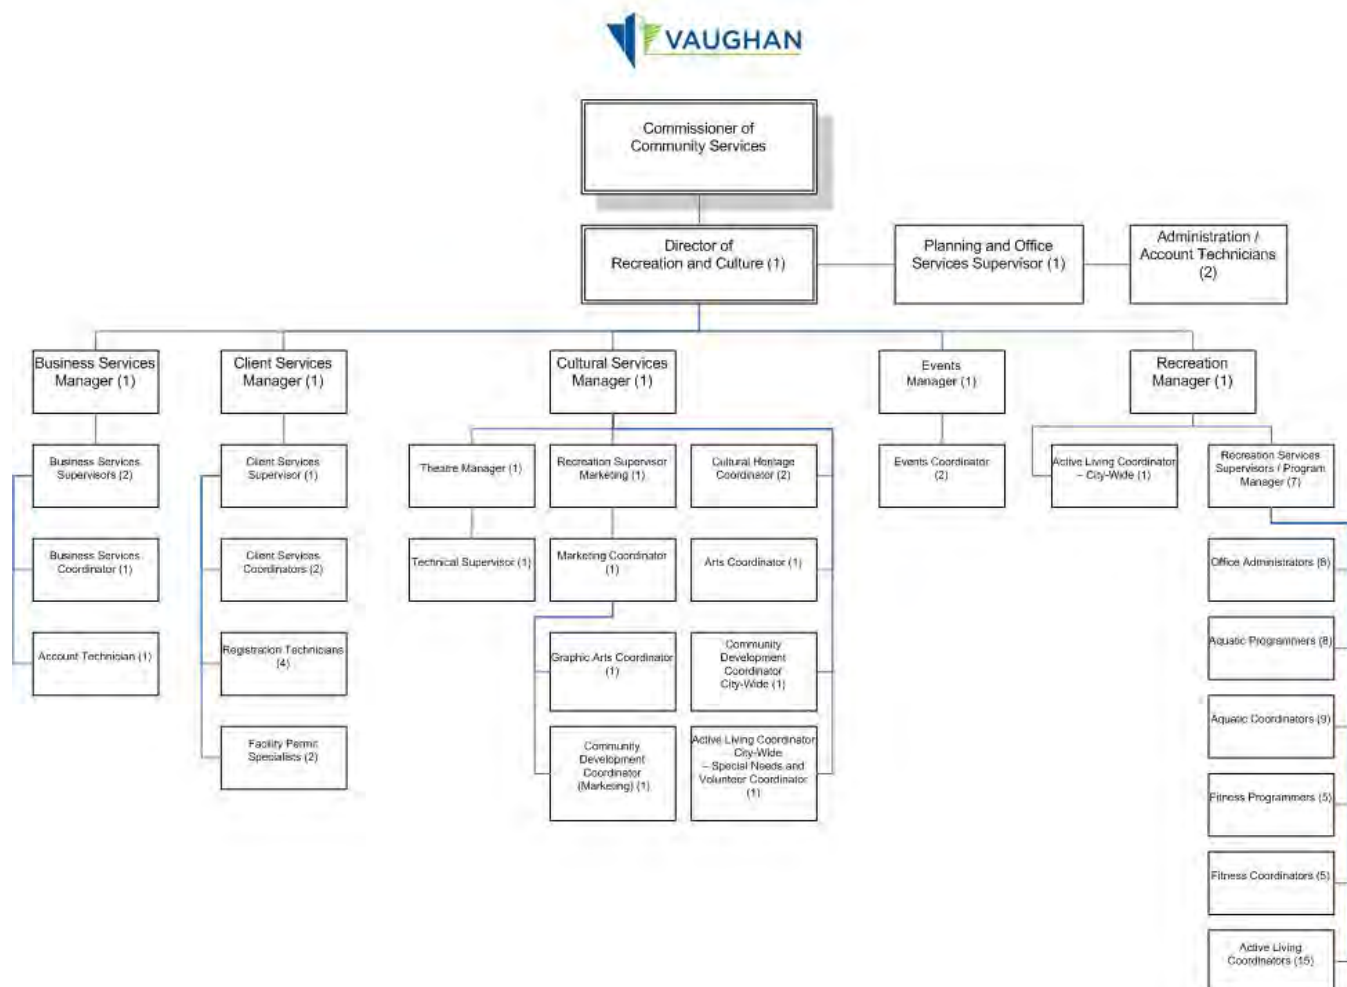 VAUGHAN
Commissioner of
Community Services
Director of
Recreation and Culture (1)
Planning and Office
Services Supervisor (1)
Administration /
Account Technicians
(2)
Business Services
Manager (1)
Client Services
Manager (1)
Cultural Services
Manager (1)
Events
Manager (1)
Recreation
Manager (1)
Business Services
Supervisors (2)
Client Services
Supervisor (1)
Theatre Manager (1)
Recreation Supervisor
Marketing (1)
Cultural Heritage
Coordinator (2)
Events Coordinator
(2)
Active Living Coordinator
– City-Wide (1)
Recreation Services
Supervisors / Program
Manager (7)
Business Services
Coordinator (1)
Client Services
Coordinators (2)
Technical Supervisor (1)
Marketing Coordinator
(1)
Arts Coordinator (1)
Office Administrators
Account Technician (1)
Registration Technicians
(4)
Graphic Arts Coordinator
(1)
Community
Development
Coordinator
City-Wide (1)
Aquatic Programmers (8)
Facility Permit
Specialists (2)
Community
Development
Coordinator
(Marketing) (1)
Active Living Coordinator
City-Wide
– Special Needs and
Volunteer Coordinator
(1)
Aquatic Coordinators (9)
Fitness Programmers (5)
Fitness Coordinators (5)
Active Living
Coordinators (15)